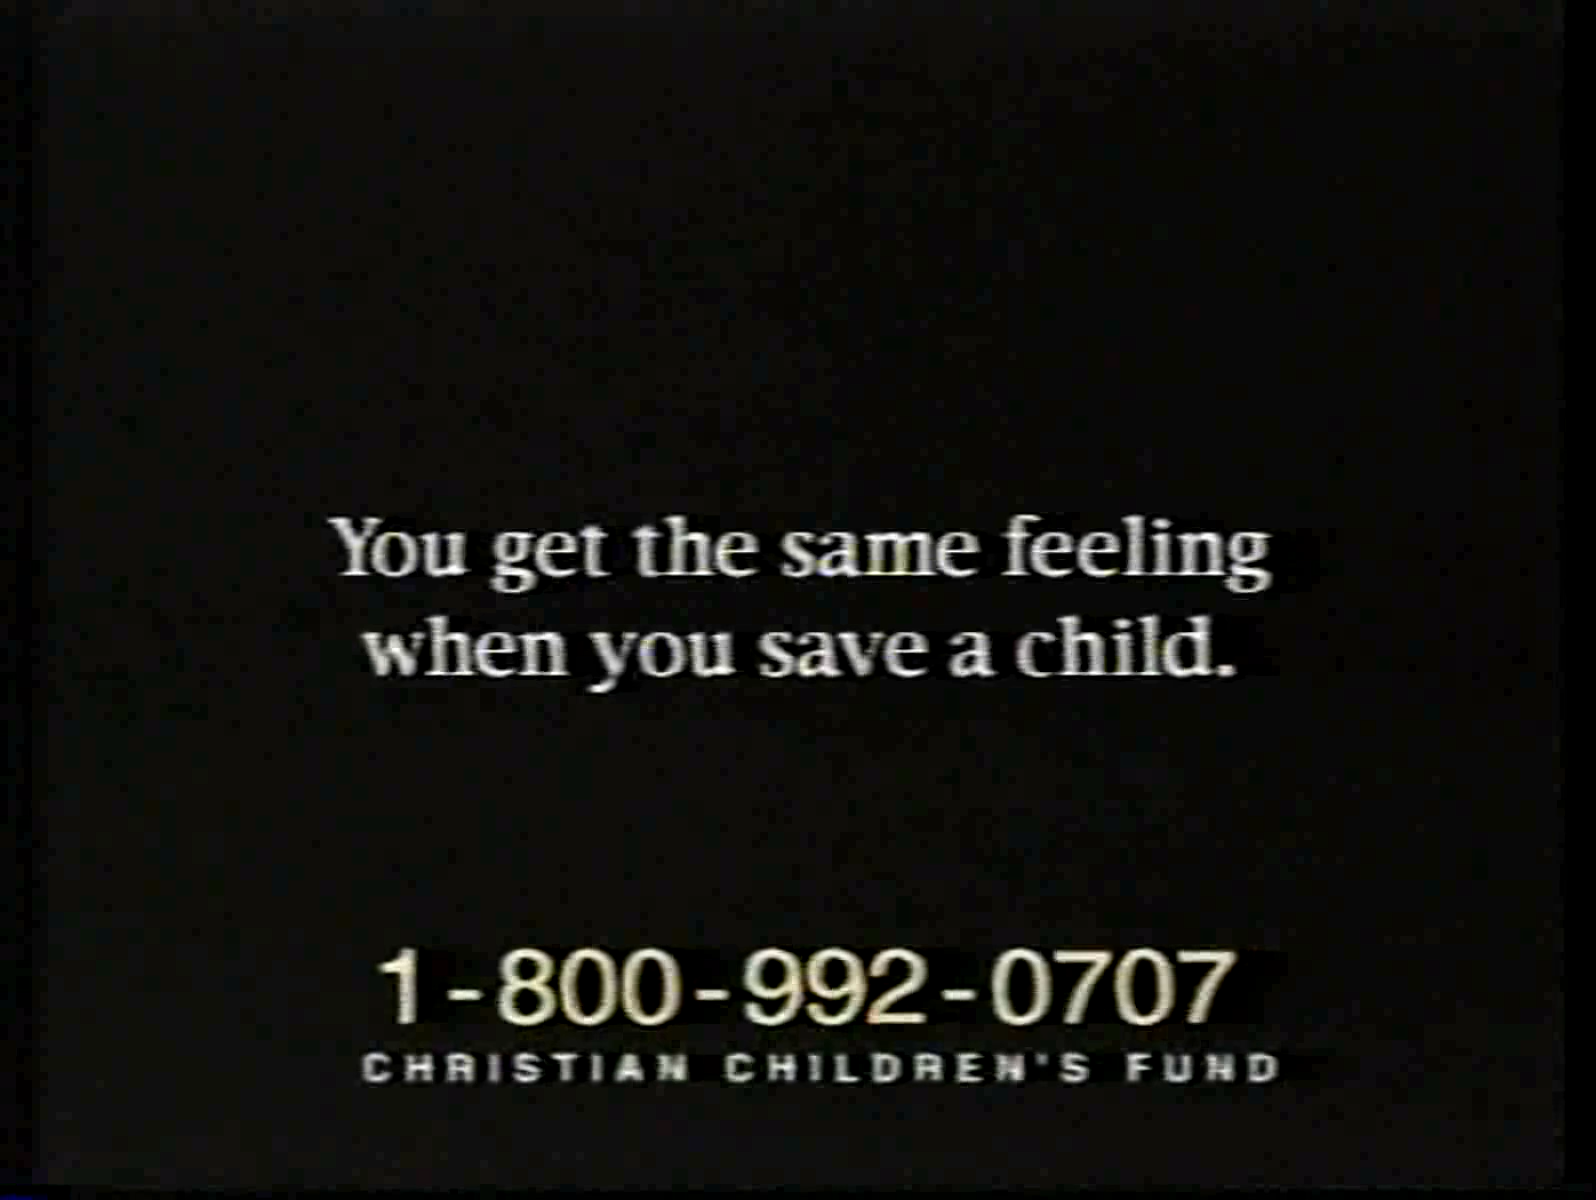 You get the same feeling
when you save a child.
1-800-992-0707
CHRISTIAN CHILDREN'S FUND